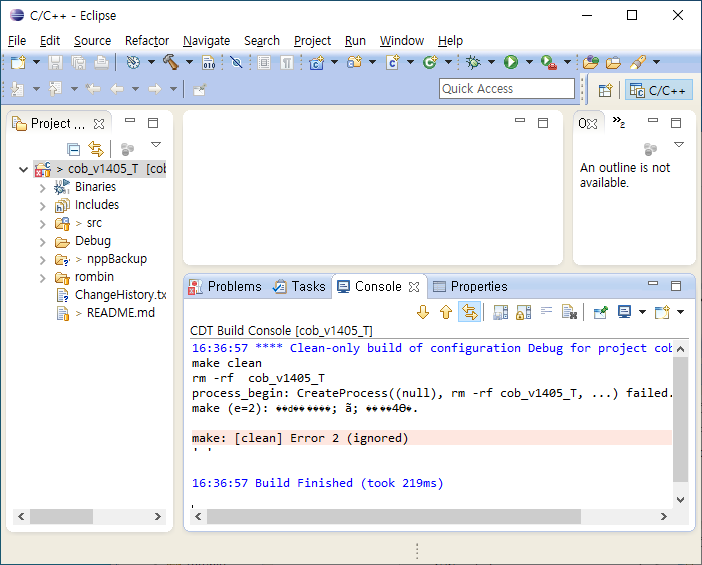 C/C++ - Eclipse
File Edit Source Refactor Navigate Search Project Run Window Help
010
Quick Access
C/C++
Project ...
> cob_v1405_T [cob
Binaries
Includes
> src
Debug
> nppBackup
rombin
ChangeHistory.tx
> README.md
O
»2
An outline is not
available.
Problems Tasks Console Properties
CDT Build Console [cob_v1405_T]
16:36:57 **** Clean-only build of configuration Debug for project cob
make clean
rm -rf cob_v1405_T
process_begin: CreateProcess((null), rm -rf cob_v1405_T, ...) failed.
make (e=2):
make: [clean] Error 2 (ignored)
' '
16:36:57 Build Finished (took 219ms)